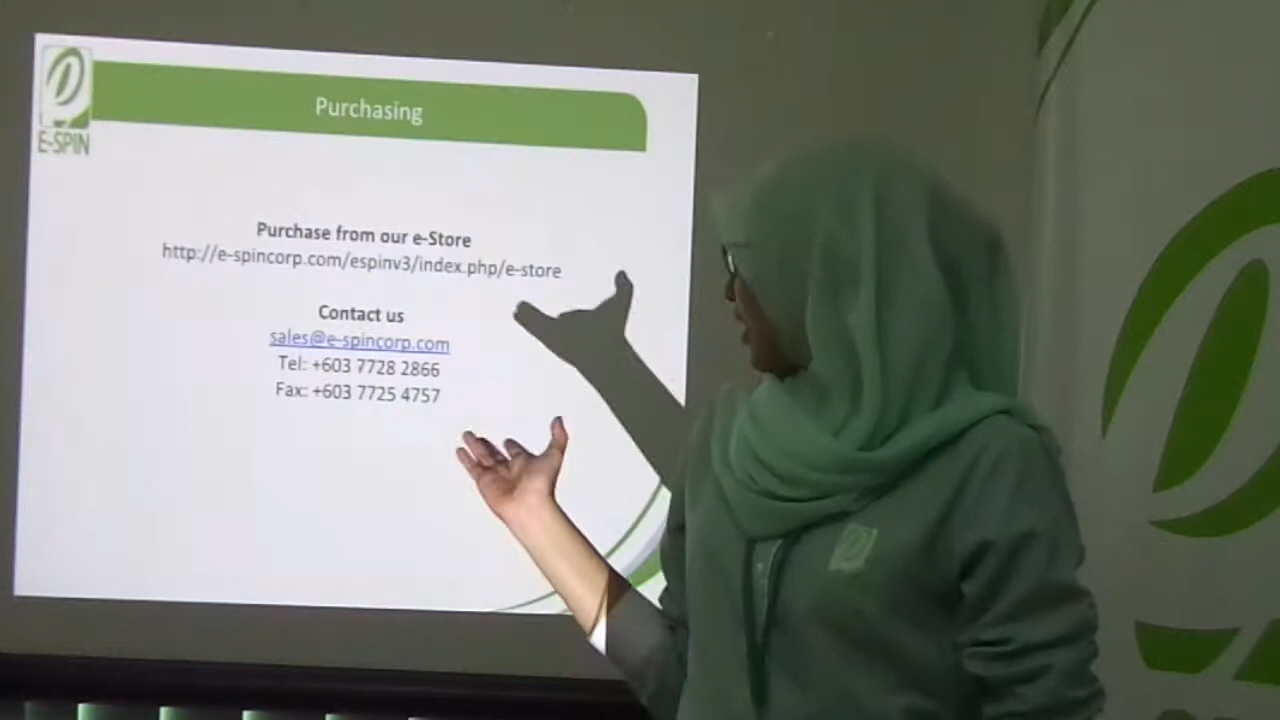 E-SPIN
Purchasing
Purchase from our e-Store
http://e-spincorp.com/espinv3/index.php/e-store
Contact us
sales@e-spincorp.com
Tel: +603 7728 2866
Fax: +603 7725 4757